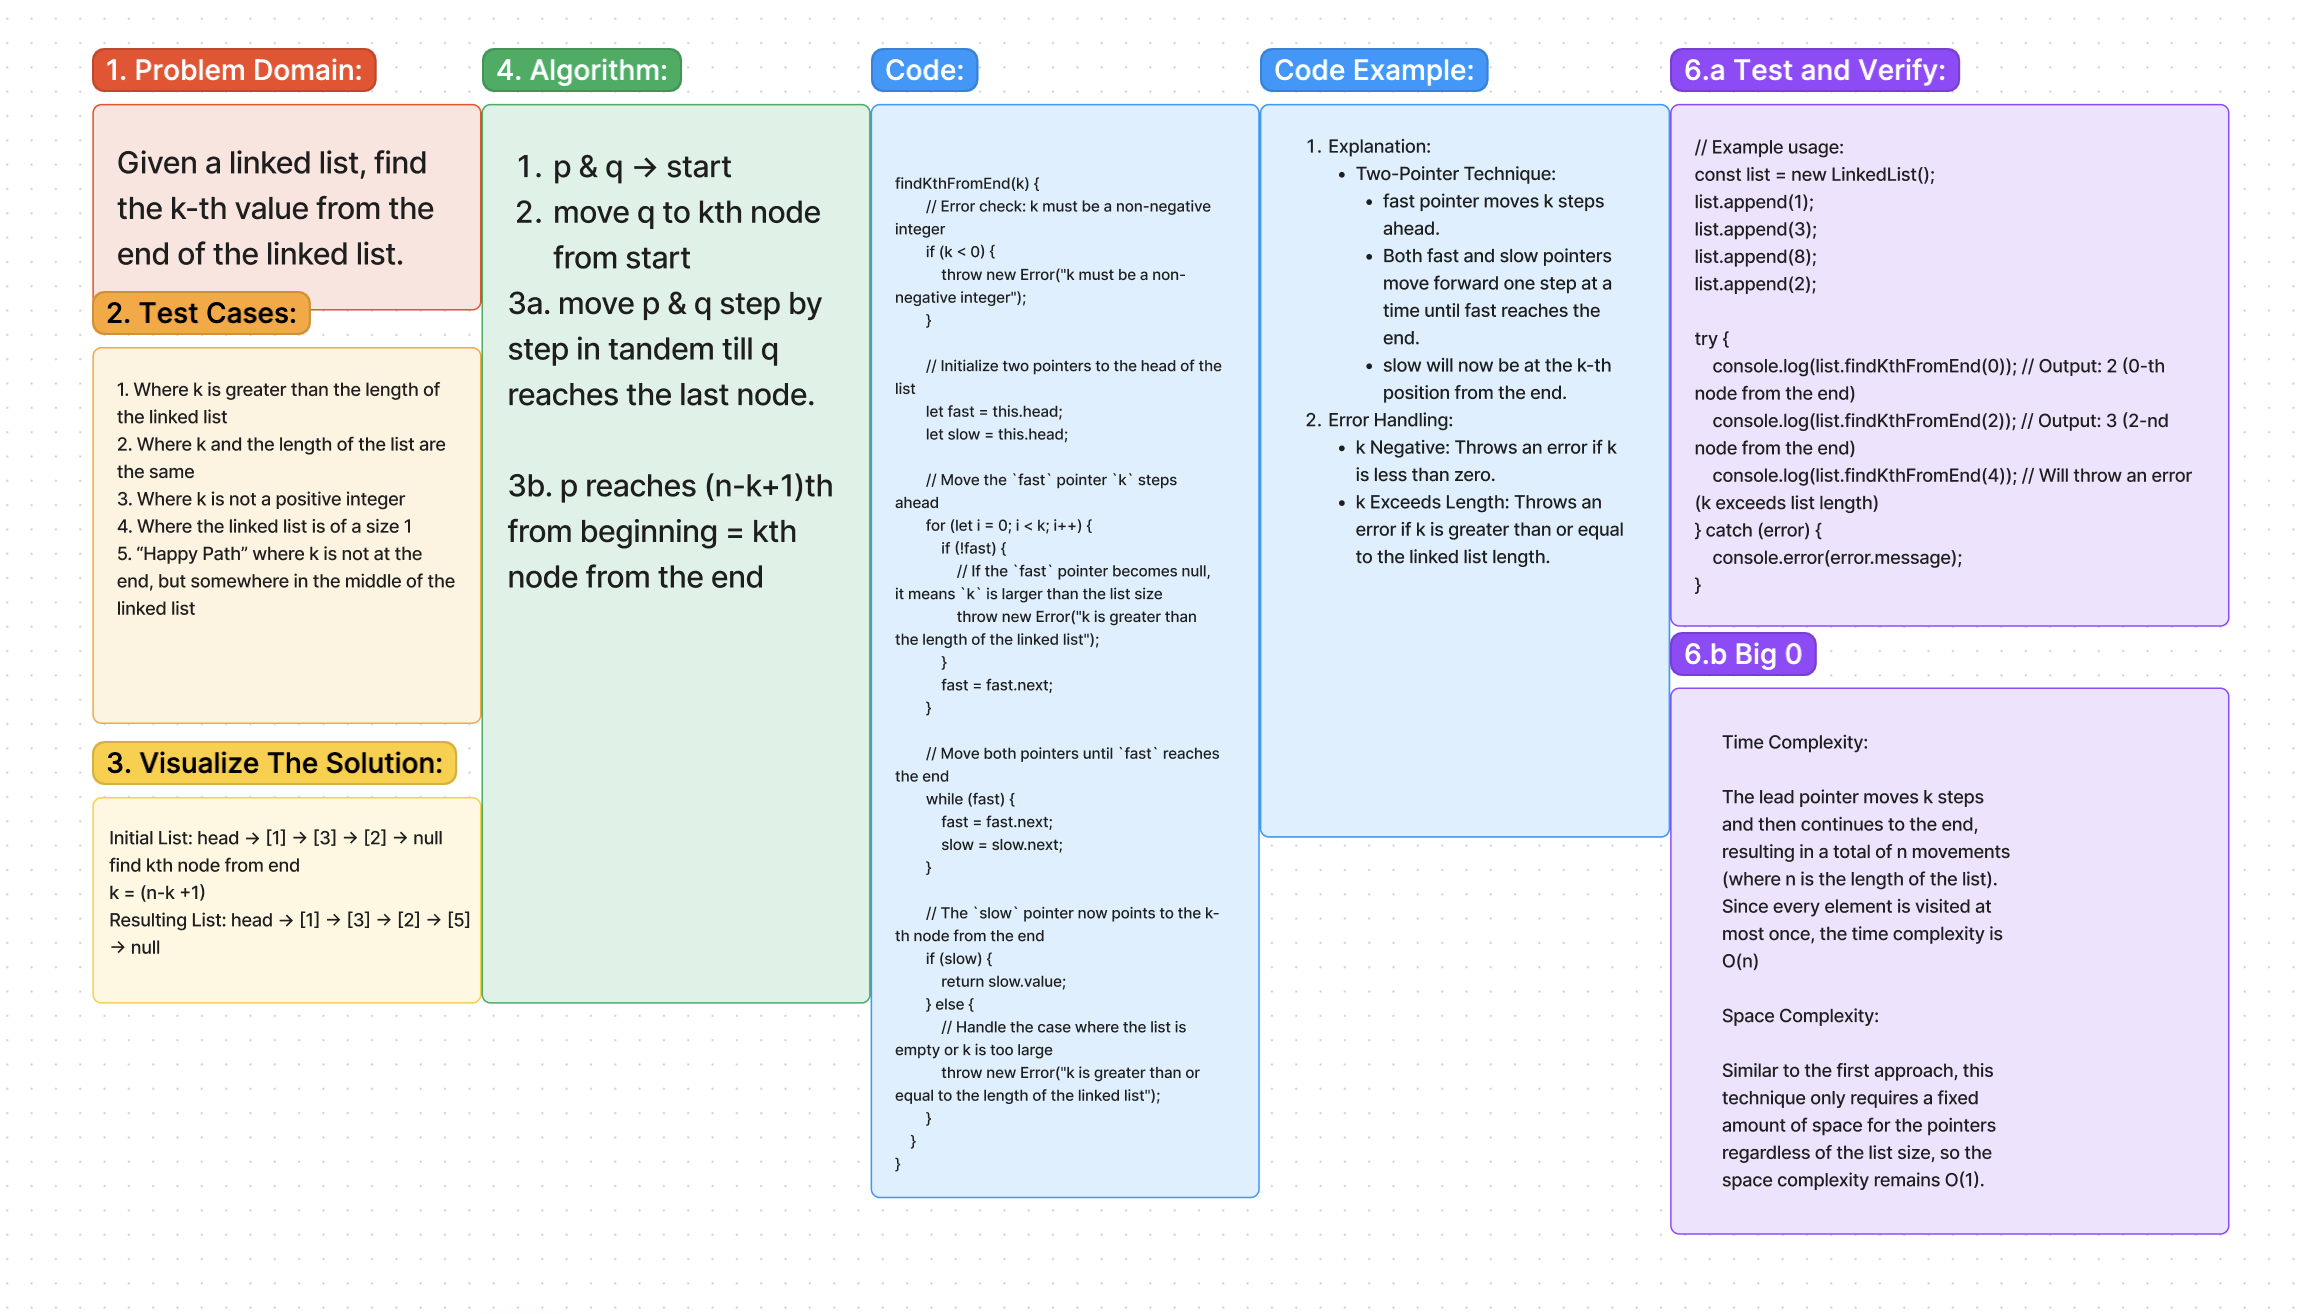 1. Problem Domain:
Given a linked list, find
the k-th value from the
end of the linked list.
2. Test Cases:
1. Where k is greater than the length of
the linked list
2. Where k and the length of the list are
the same
3. Where k is not a positive integer
4. Where the linked list is of a size 1
5. “Happy Path” where k is not at the
end, but somewhere in the middle of the
linked list
3. Visualize The Solution:
Initial List: head → [1] → [3] → [2] → null
find kth node from end
k = (n-k +1)
Resulting List: head → [1] → [3] → [2] → [5]
→ null
4. Algorithm:
1. p & q → start
2. move q to kth node
from start
3a. move p & q step by
step in tandem till q
reaches the last node.
3b. p reaches (n-k+1)th
from beginning = kth
node from the end
Code:
findKthFromEnd(k) {
// Error check: k must be a non-negative
integer
if (k < 0) {
throw new Error("k must be a non-
negative integer");
}
// Initialize two pointers to the head of the
list
let fast = this.head;
let slow = this.head;
// Move the `fast` pointer `k` steps
ahead
for (let i = 0; i < k; i++) {
if (!fast) {
// If the `fast` pointer becomes null,
it means `k` is larger than the list size
throw new Error("k is greater than
the length of the linked list");
}
fast = fast.next;
}
// Move both pointers until `fast` reaches
the end
while (fast) {
fast = fast.next;
slow = slow.next;
}
// The `slow` pointer now points to the k-
th node from the end
if (slow) {
return slow.value;
} else {
// Handle the case where the list is
empty or k is too large
throw new Error("k is greater than or
equal to the length of the linked list");
}
}
}
Code Example:
1. Explanation:
• Two-Pointer Technique:
• fast pointer moves k steps
ahead.
• Both fast and slow pointers
move forward one step at a
time until fast reaches the
end.
• slow will now be at the k-th
position from the end.
2. Error Handling:
• k Negative: Throws an error if k
is less than zero.
• k Exceeds Length: Throws an
error if k is greater than or equal
to the linked list length.
6.a Test and Verify:
// Example usage:
const list = new LinkedList();
list.append(1);
list.append(3);
list.append(8);
list.append(2);
try {
console.log(list.findKthFromEnd(0)); // Output: 2 (0-th
node from the end)
console.log(list.findKthFromEnd(2)); // Output: 3 (2-nd
node from the end)
console.log(list.findKthFromEnd(4)); // Will throw an error
(k exceeds list length)
} catch (error) {
console.error(error.message);
}
6.b Big 0
Time Complexity:
The lead pointer moves k steps
and then continues to the end,
resulting in a total of n movements
(where n is the length of the list).
Since every element is visited at
most once, the time complexity is
O(n)
Space Complexity:
Similar to the first approach, this
technique only requires a fixed
amount of space for the pointers
regardless of the list size, so the
space complexity remains O(1).